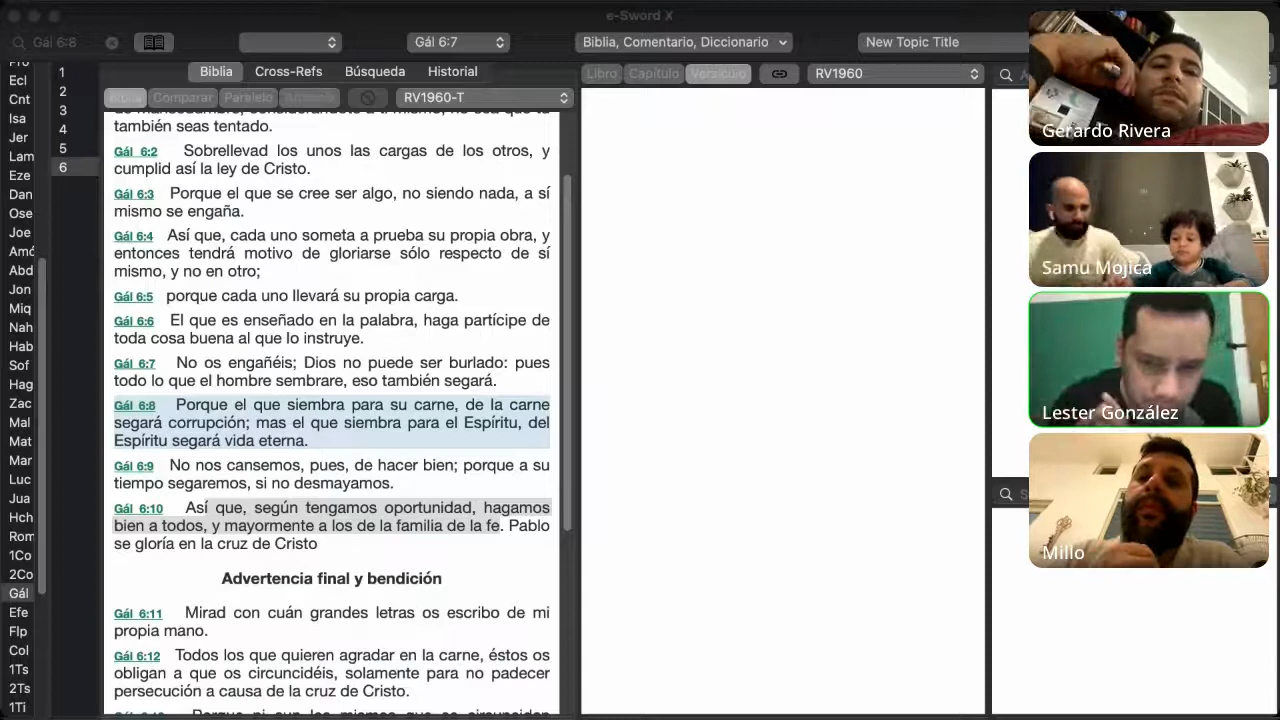 e-Sword X
Gál 6:8
Gál 6:7
Biblia, Comentario, Diccionario
New Topic Title
Biblia
Cross-Refs
Búsqueda
Historial
Biblia
Comparar
Paralelo
RV1960-T
Libro
Capítulo
Versículo
RV1960
Ecl
Cnt
Isa
Jer
Lam
Eze
Dan
Ose
Joe
Amó
Abd
Jon
Miq
Nah
Hab
Sof
Hag
Zac
Mal
Mat
Mar
Luc
Jua
Hch
Rom
1Co
2Co
Gál
Efe
Flp
Col
1Ts
2Ts
1Ti
1
2
3
4
5
6
también seas tentado.
Gál 6:2 Sobrellevad los unos las cargas de los otros, y
cumplid así la ley de Cristo.
Gál 6:3 Porque el que se cree ser algo, no siendo nada, a sí
mismo se engaña.
Gál 6:4 Así que, cada uno someta a prueba su propia obra, y
entonces tendrá motivo de gloriarse sólo respecto de sí
mismo, y no en otro;
Gál 6:5 porque cada uno llevará su propia carga.
Gál 6:6 El que es enseñado en la palabra, haga partícipe de
toda cosa buena al que lo instruye.
Gál 6:7 No os engañéis; Dios no puede ser burlado: pues
todo lo que el hombre sembrare, eso también segará.
Gál 6:8 Porque el que siembra para su carne, de la carne
segará corrupción; mas el que siembra para el Espíritu, del
Espíritu segará vida eterna.
Gál 6:9 No nos cansemos, pues, de hacer bien; porque a su
tiempo segaremos, si no desmayamos.
Gál 6:10 Así que, según tengamos oportunidad, hagamos
bien a todos, y mayormente a los de la familia de la fe. Pablo
se gloría en la cruz de Cristo
Advertencia final y bendición
Gál 6:11 Mirad con cuán grandes letras os escribo de mi
propia mano.
Gál 6:12 Todos los que quieren agradar en la carne, éstos os
obligan a que os circuncidéis, solamente para no padecer
persecución a causa de la cruz de Cristo.
Gerardo Rivera
Samu Mojica
Lester González
Millo